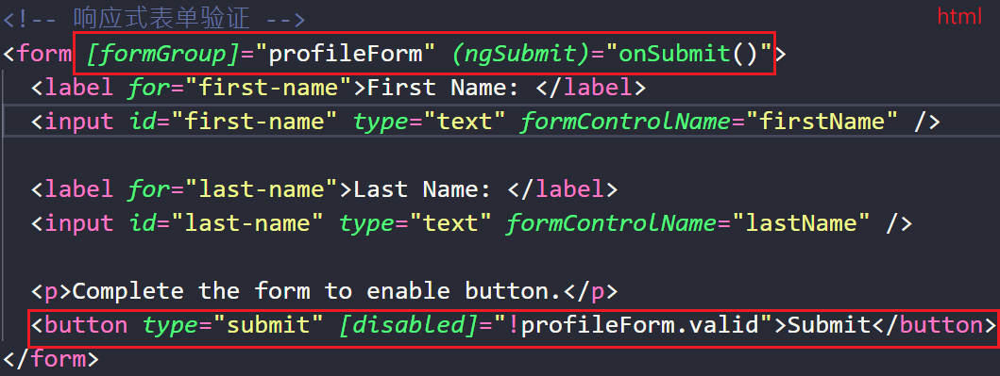 <!-- 响应式表单验证 -->
html
<form [formGroup]="profileForm" (ngSubmit)="onSubmit()">
<label for="first-name">First Name: </label>
<input id="first-name" type="text" formControlName="firstName" />
<label for="last-name">Last Name: </label>
<input id="last-name" type="text" formControlName="lastName" />
<p>Complete the form to enable button.</p>
<button type="submit" [disabled]="!profileForm.valid">Submit</button>
</form>